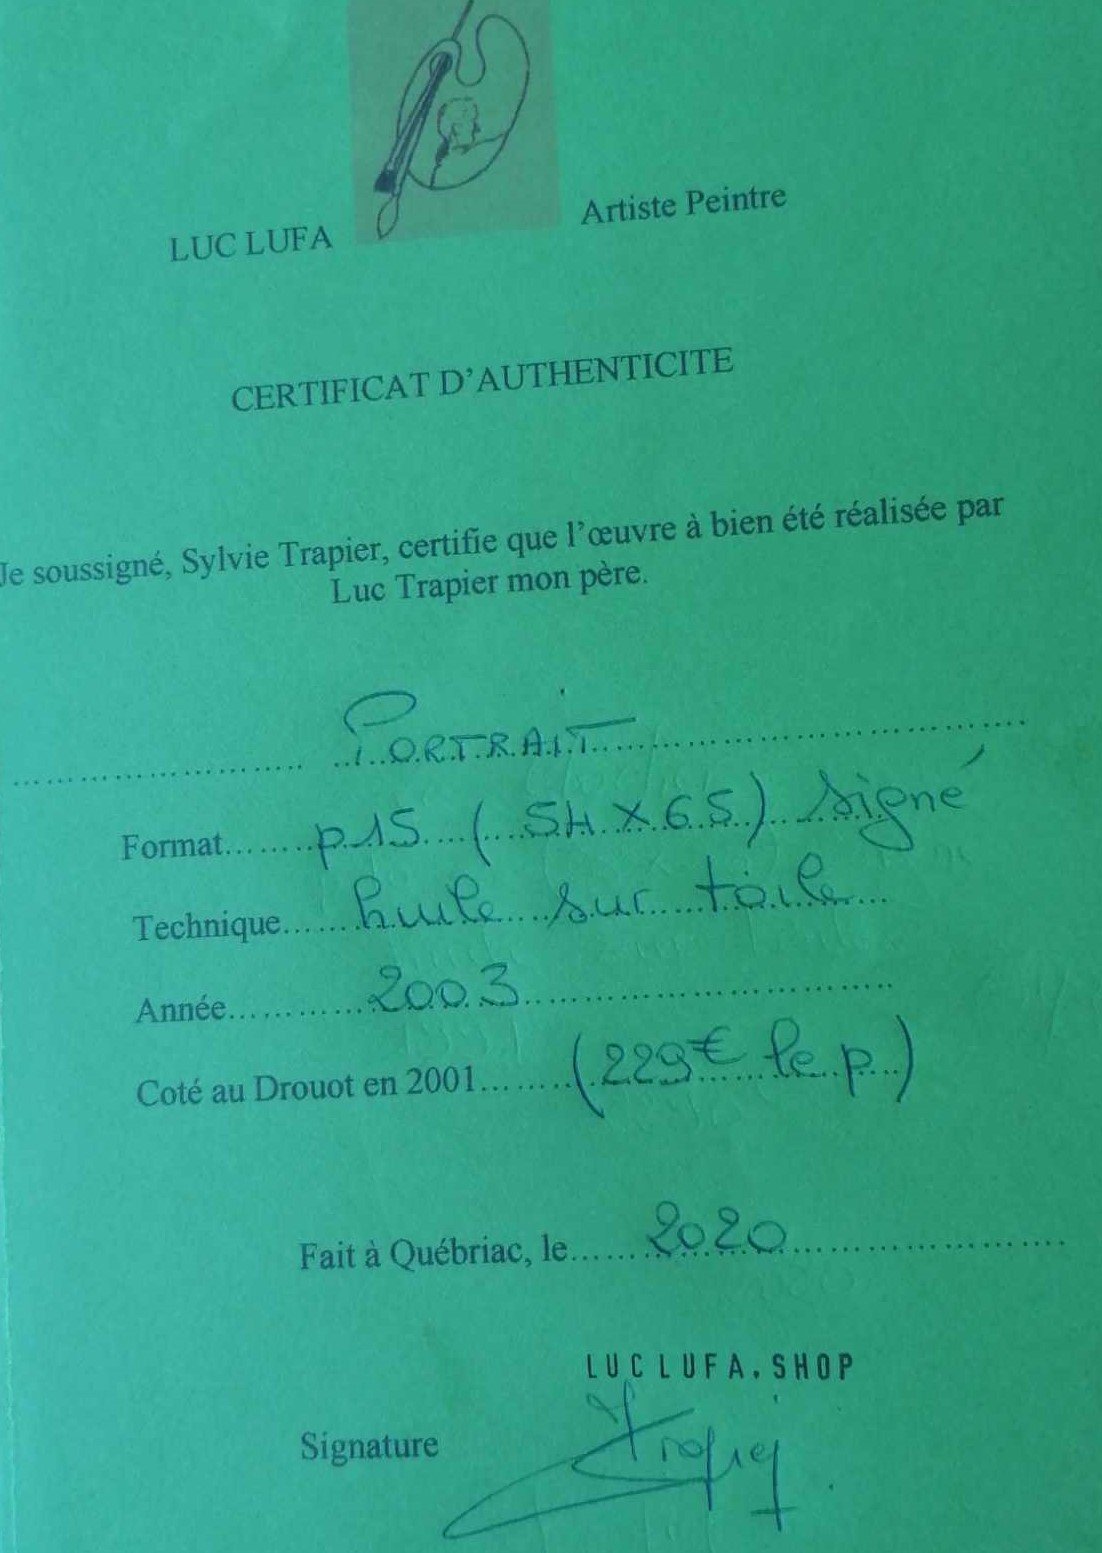 LUC LUFA
Artiste Peintre
CERTIFICAT D'AUTHENTICITE
Je soussigné, Sylvie Trapier, certifie que l'œuvre à bien été réalisée par
Luc Trapier mon père.
PORTRAIT
Format........p15 (54 X 65) signé
Technique......huile sur toile
Année...........2003
Coté au Drouot en 2001........(229€ le p.)
Fait à Québriac, le......2020
LUC LUFA.SHOP
Signature
Trapier